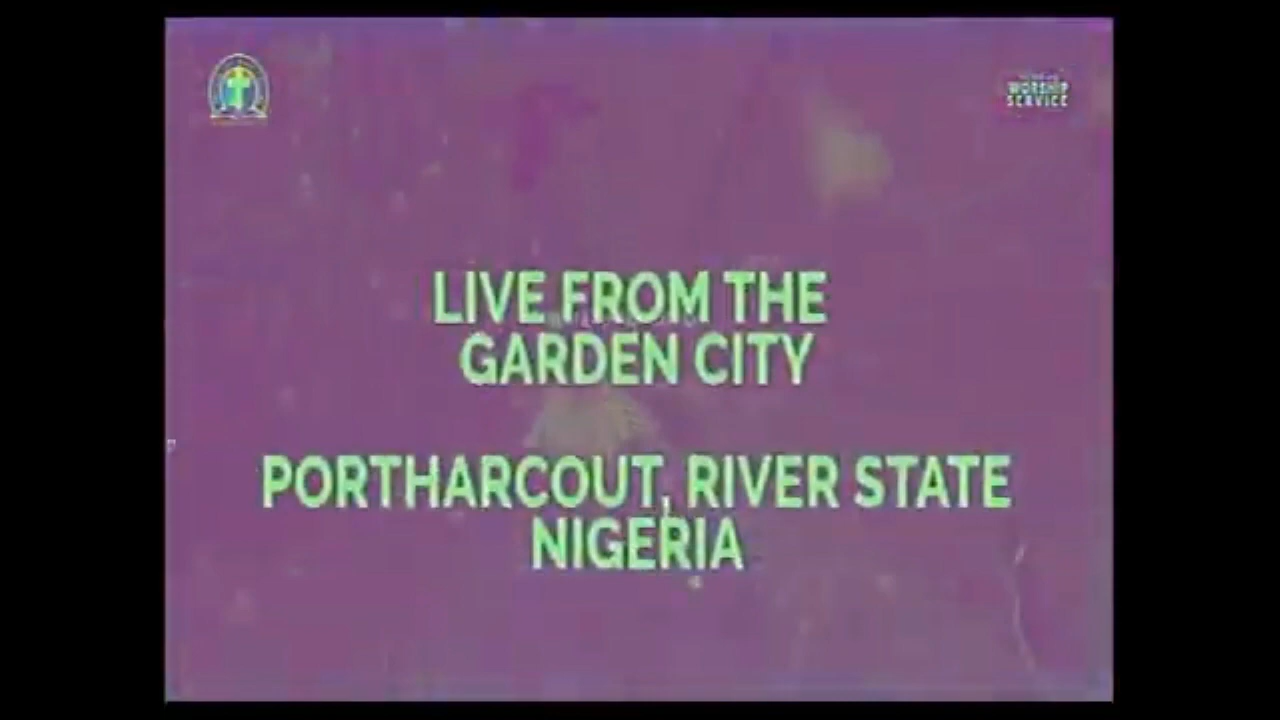 WORSHIP
SERVICE
LIVE FROM THE
GARDEN CITY
PORTHARCOUT, RIVER STATE
NIGERIA